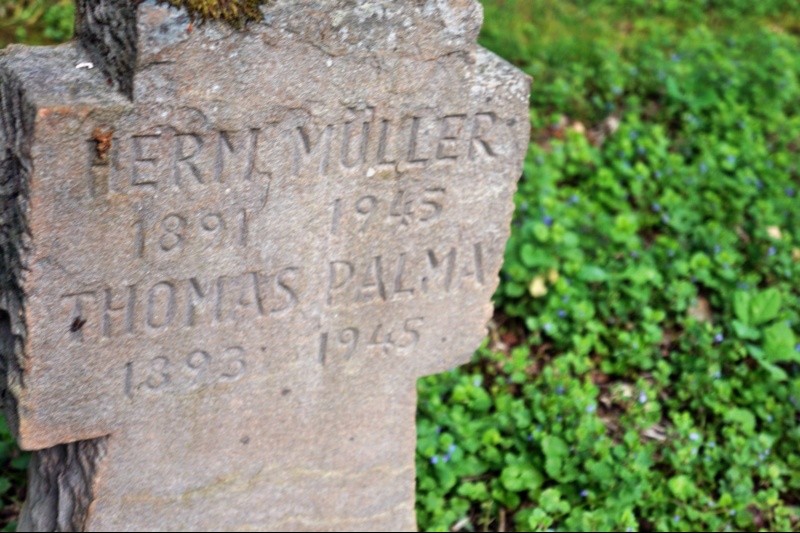 HERM. MÜLLER
1891 1945
THOMAS PALMA
1893 1945